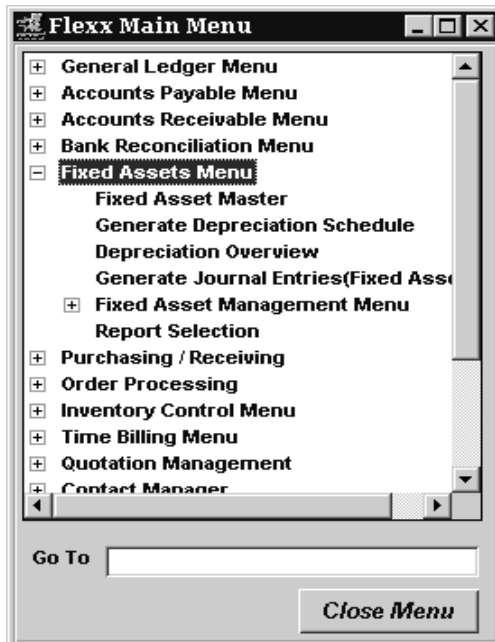 Flexx Main Menu
General Ledger Menu
Accounts Payable Menu
Accounts Receivable Menu
Bank Reconciliation Menu
Fixed Assets Menu
Fixed Asset Master
Generate Depreciation Schedule
Depreciation Overview
Generate Journal Entries(Fixed Asse
Fixed Asset Management Menu
Report Selection
Purchasing / Receiving
Order Processing
Inventory Control Menu
Time Billing Menu
Quotation Management
Contact Manager
Go To
Close Menu